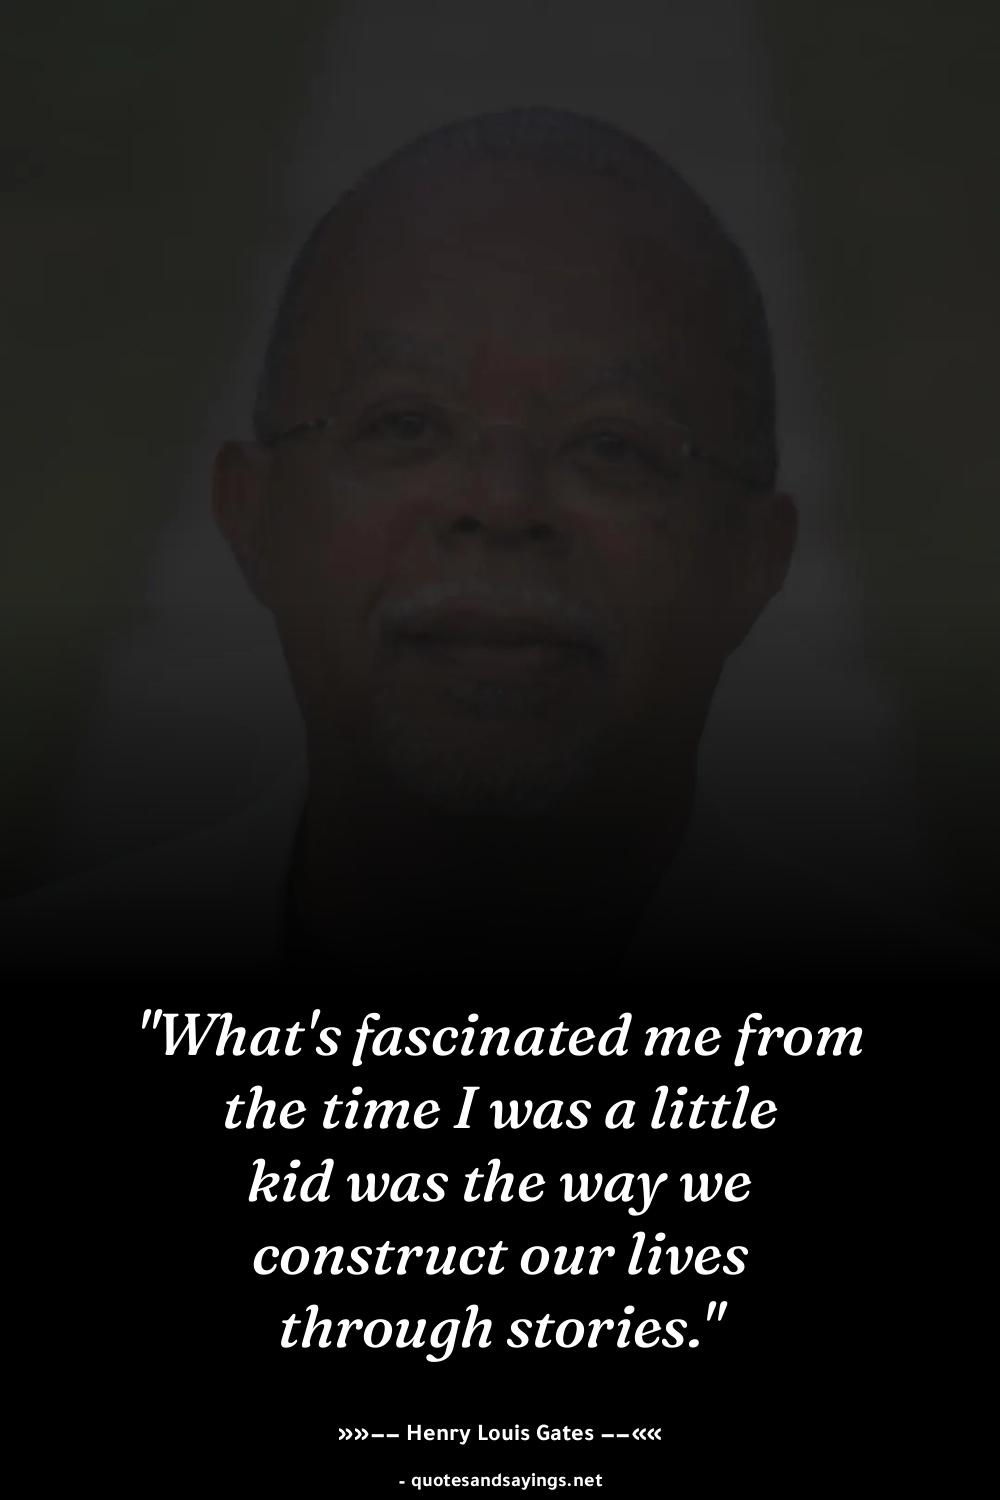 "What's fascinated me from
the time I was a little
kid was the way we
construct our lives
through stories."
»»—— Henry Louis Gates ——««
- quotesandsayings.net